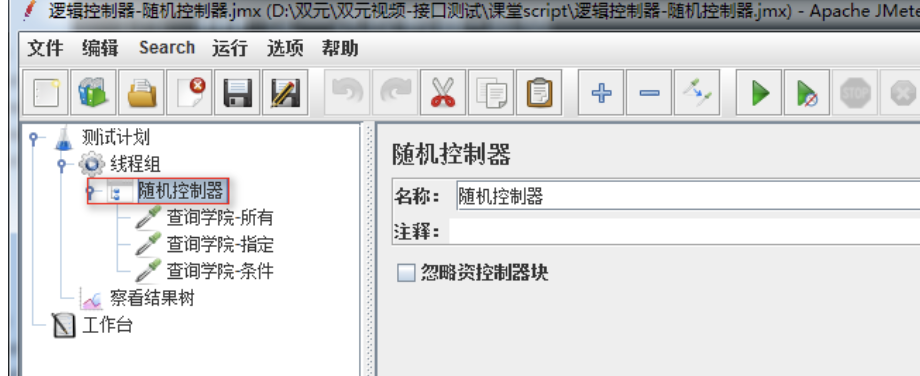 逻辑控制器-随机控制器.jmx (D:\双元\双元视频-接口测试\课堂script\逻辑控制器-随机控制器.jmx) - Apache JMete
文件 编辑 Search 运行 选项 帮助
STOP
测试计划
线程组
随机控制器
查询学院-所有
查询学院-指定
查询学院-条件
察看结果树
工作台
随机控制器
名称： 随机控制器
注释：
忽略资控制器块